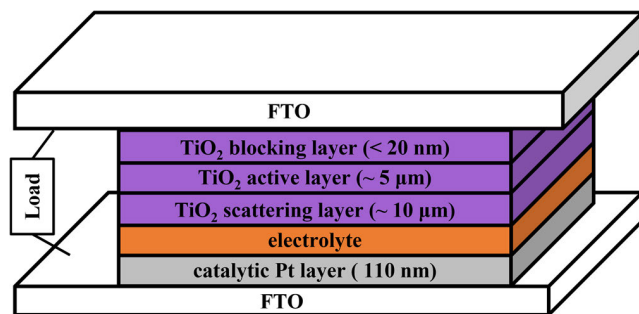 FTO
TiO₂ blocking layer (< 20 nm)
TiO₂ active layer (~ 5 μm)
TiO₂ scattering layer (~ 10 μm)
electrolyte
catalytic Pt layer ( 110 nm)
FTO
Load